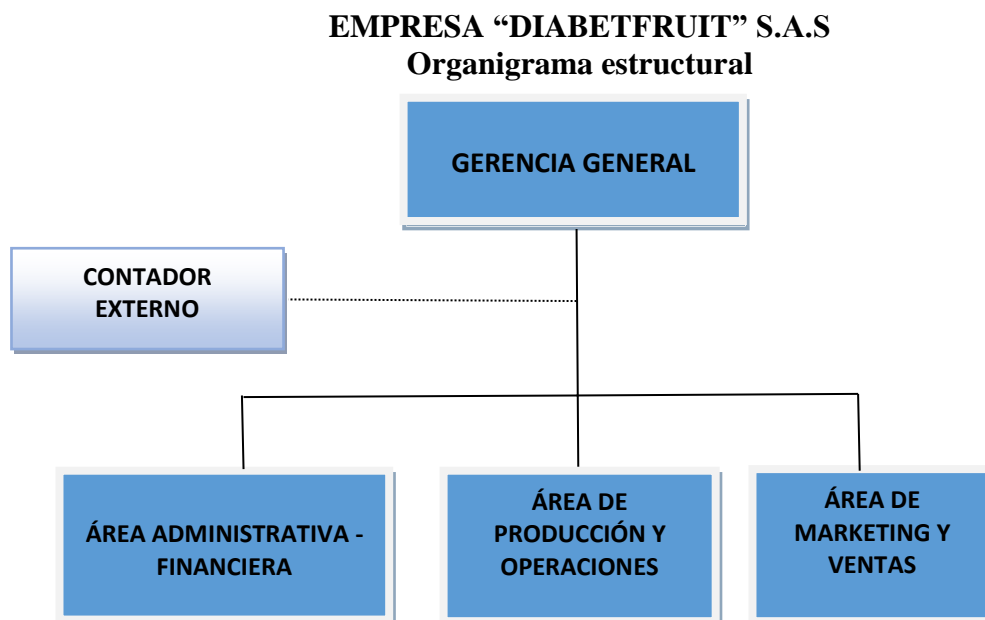 EMPRESA “DIABETFRUIT” S.A.S
Organigrama estructural
GERENCIA GENERAL
CONTADOR
EXTERNO
ÁREA ADMINISTRATIVA -
FINANCIERA
ÁREA DE
PRODUCCIÓN Y
OPERACIONES
ÁREA DE
MARKETING Y
VENTAS